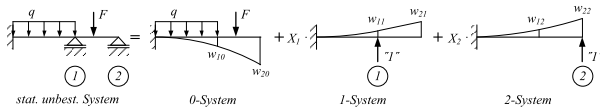 q F = q F + X1 · w11 w21 + X2 · w12 w22
w10 w20 "1" "1"
1 2 1 2
stat. unbest. System 0-System 1-System 2-System